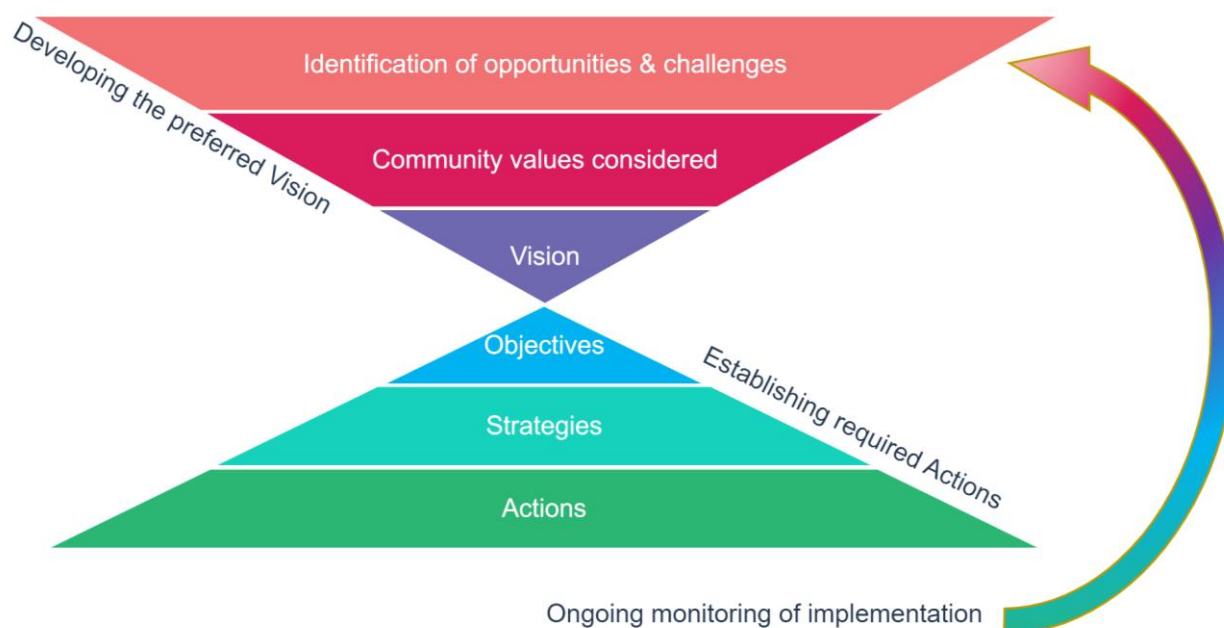 Developing the preferred Vision
Identification of opportunities & challenges
Community values considered
Vision
Objectives
Strategies
Actions
Establishing required Actions
Ongoing monitoring of implementation